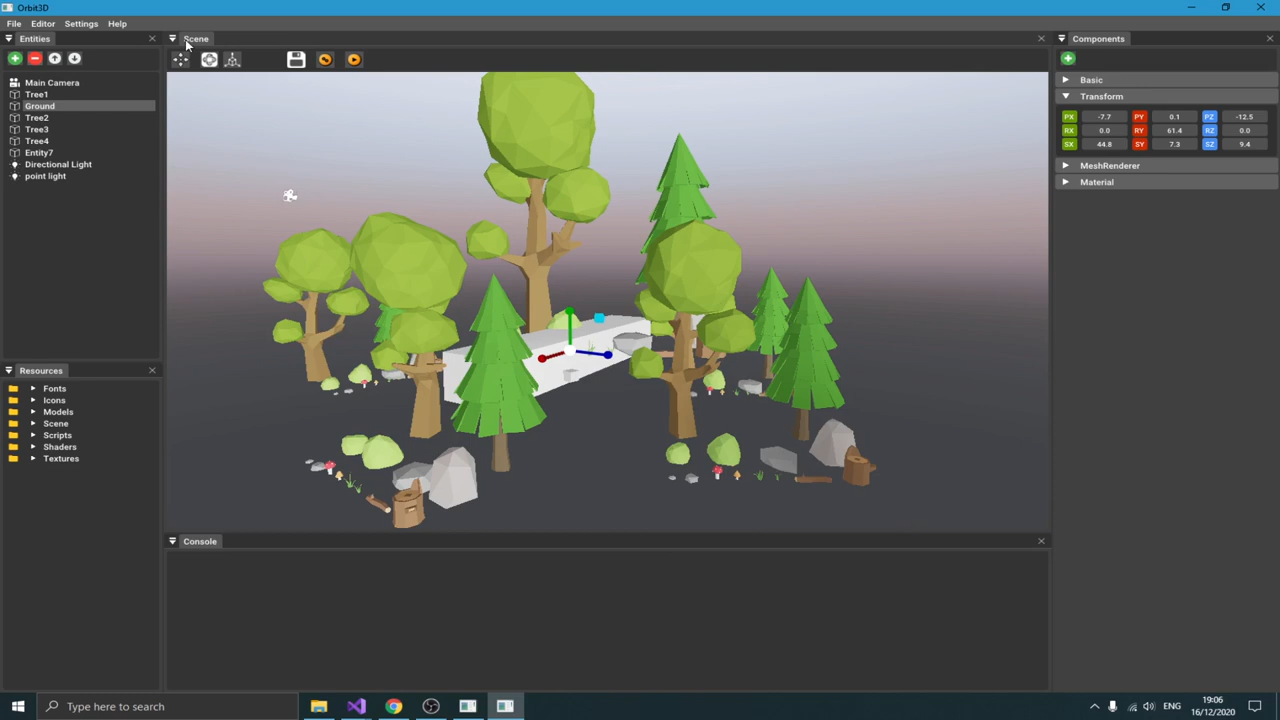 Orbit3D
File Editor Settings Help
Entities
Main Camera
Tree1
Ground
Tree2
Tree3
Tree4
Entity7
Directional Light
point light
Resources
Fonts
Icons
Models
Scene
Scripts
Shaders
Textures
Scene
Console
Components
Basic
Transform
PX -7.7 PY 0.1 PZ -12.5
RX 0.0 RY 61.4 RZ 0.0
SX 44.8 SY 7.3 SZ 9.4
MeshRenderer
Material
Type here to search
ENG
19:06
16/12/2020